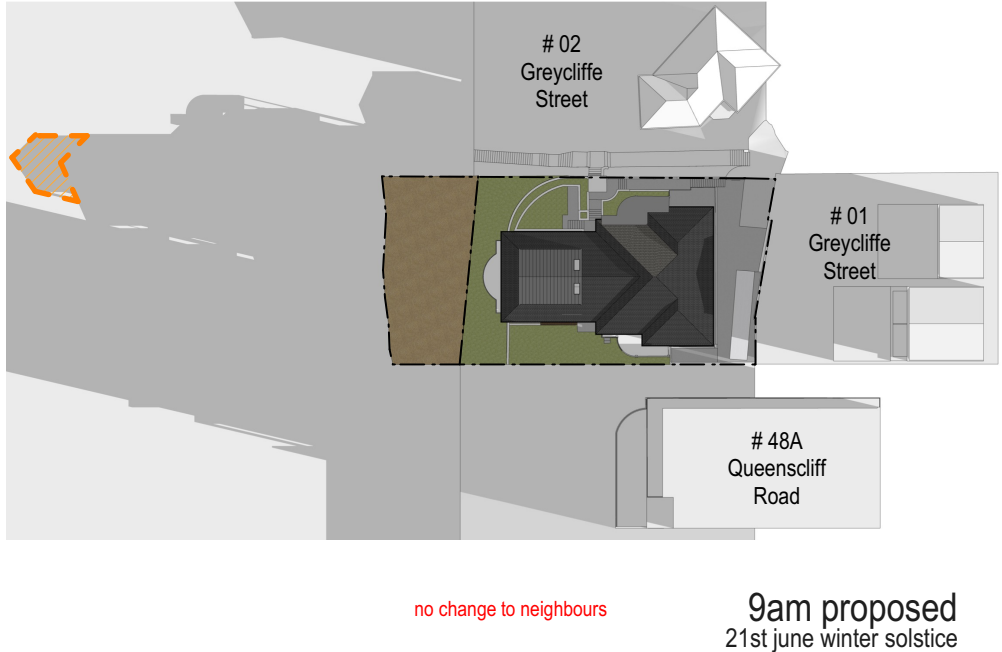 # 02
Greycliffe
Street
# 01
Greycliffe
Street
# 48A
Queenscliff
Road
no change to neighbours
9am proposed
21st june winter solstice